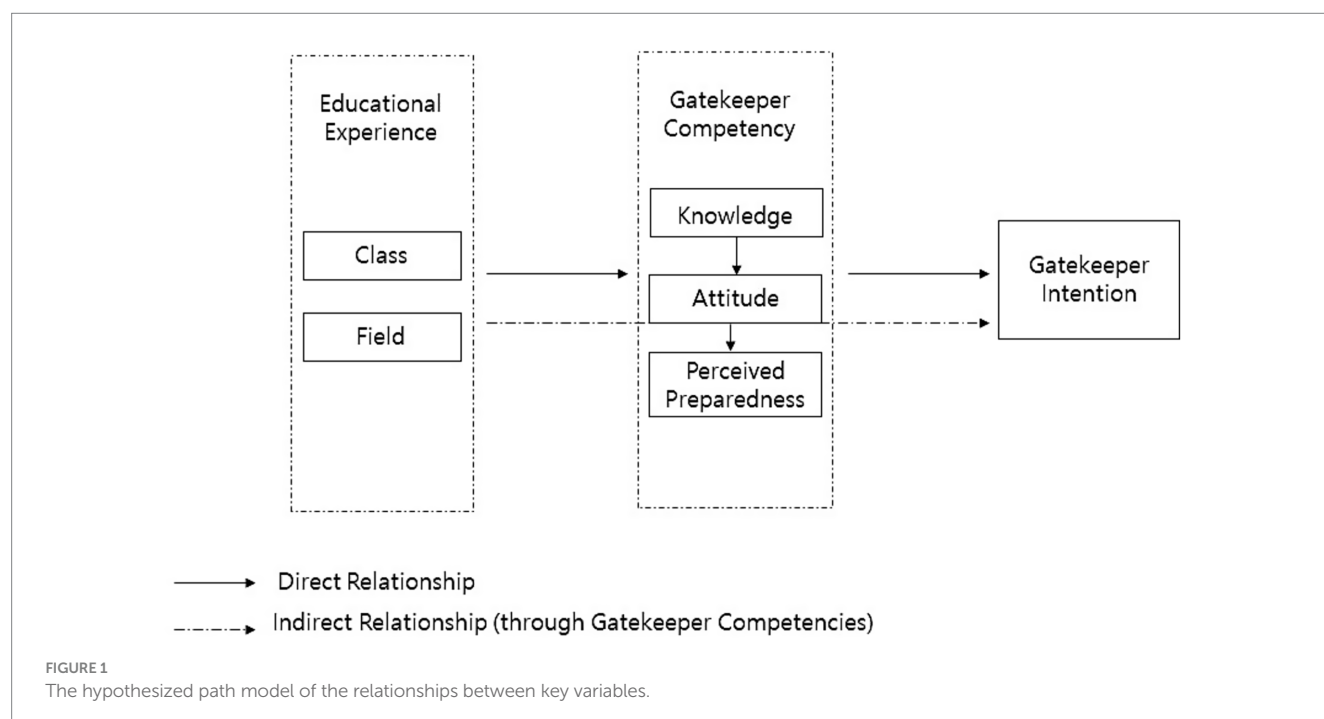 Educational
Experience
Class
Field
Gatekeeper
Competency
Knowledge
Attitude
Perceived
Preparedness
Gatekeeper
Intention
Direct Relationship
Indirect Relationship (through Gatekeeper Competencies)
FIGURE 1
The hypothesized path model of the relationships between key variables.